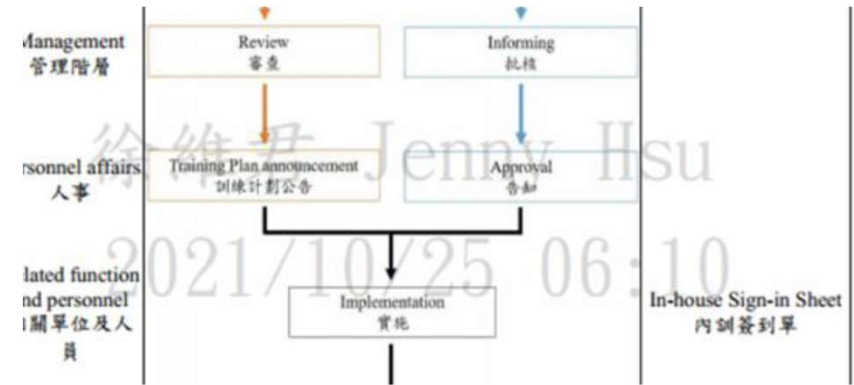 Management
管理階層
Review
審查
Informing
批核
徐維君 Jenny Hsu
rsonnel affairs
人事
Training Plan announcement
訓練計劃公告
Approval
告知
2021/10/25 06:10
lated function
nd personnel
關單位及人
員
Implementation
實施
In-house Sign-in Sheet
內訓簽到單